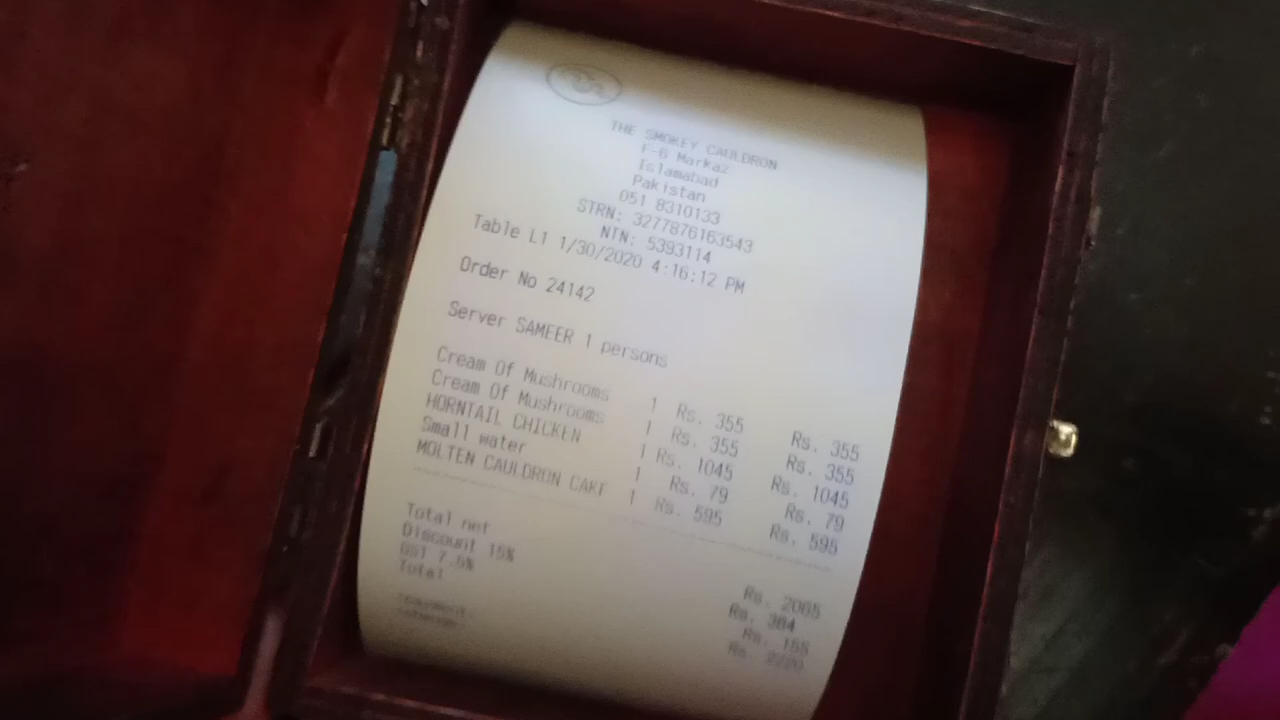 THE SMOKEY CAULDRON
F-6 Markaz
Islamabad
Pakistan
051 8310133
STRN: 3277876163543
NTN: 5393114
Table L1 1/30/2020 4:16:12 PM
Order No 24142
Server SAMEER 1 persons
Cream Of Mushrooms 1 Rs. 355 Rs. 355
Cream Of Mushrooms 1 Rs. 355 Rs. 355
HORNTAIL CHICKEN 1 Rs. 1045 Rs. 1045
Small water 1 Rs. 79 Rs. 79
MOLTEN CAULDRON CAKE 1 Rs. 595 Rs. 595
Total net Rs. 2065
Discount 15% Rs. 364
GST 7.5% Rs. 155
Total Rs. 2220